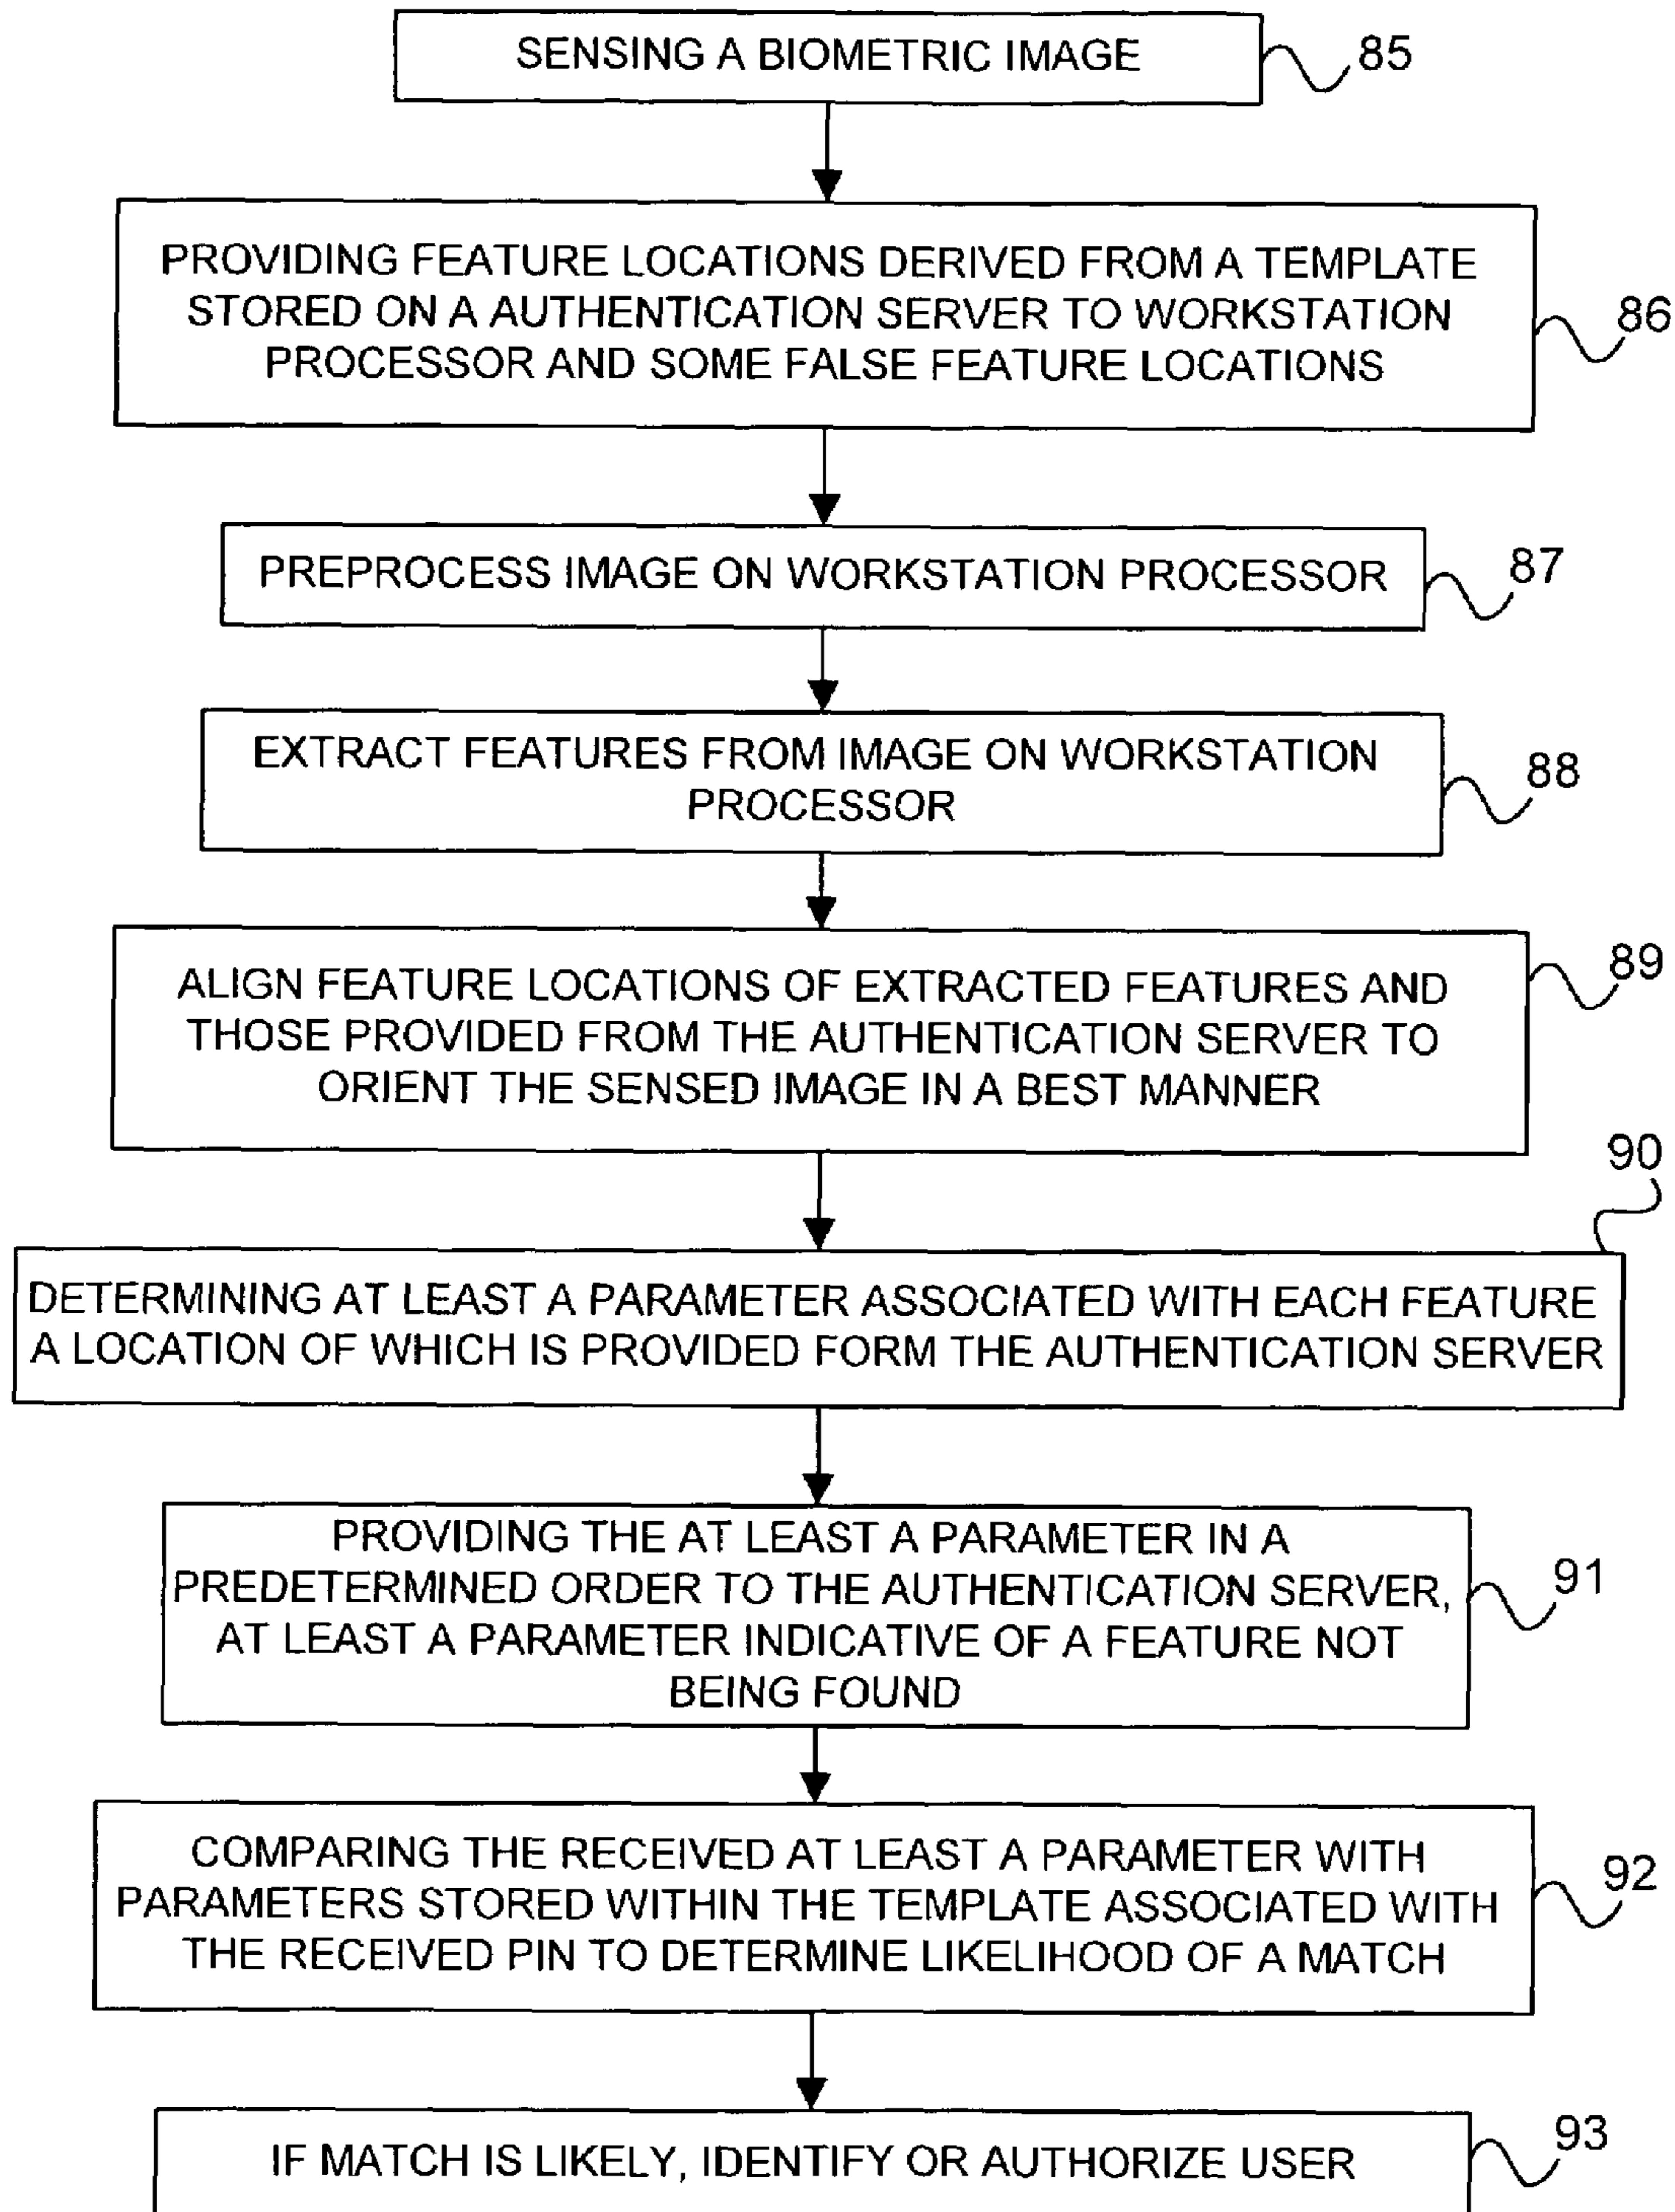 SENSING A BIOMETRIC IMAGE
85
PROVIDING FEATURE LOCATIONS DERIVED FROM A TEMPLATE
STORED ON A AUTHENTICATION SERVER TO WORKSTATION
PROCESSOR AND SOME FALSE FEATURE LOCATIONS
86
PREPROCESS IMAGE ON WORKSTATION PROCESSOR
87
EXTRACT FEATURES FROM IMAGE ON WORKSTATION
PROCESSOR
88
ALIGN FEATURE LOCATIONS OF EXTRACTED FEATURES AND
THOSE PROVIDED FROM THE AUTHENTICATION SERVER TO
ORIENT THE SENSED IMAGE IN A BEST MANNER
89
90
DETERMINING AT LEAST A PARAMETER ASSOCIATED WITH EACH FEATURE
A LOCATION OF WHICH IS PROVIDED FORM THE AUTHENTICATION SERVER
PROVIDING THE AT LEAST A PARAMETER IN A
PREDETERMINED ORDER TO THE AUTHENTICATION SERVER,
AT LEAST A PARAMETER INDICATIVE OF A FEATURE NOT
BEING FOUND
91
COMPARING THE RECEIVED AT LEAST A PARAMETER WITH
PARAMETERS STORED WITHIN THE TEMPLATE ASSOCIATED WITH
THE RECEIVED PIN TO DETERMINE LIKELIHOOD OF A MATCH
92
IF MATCH IS LIKELY, IDENTIFY OR AUTHORIZE USER
93